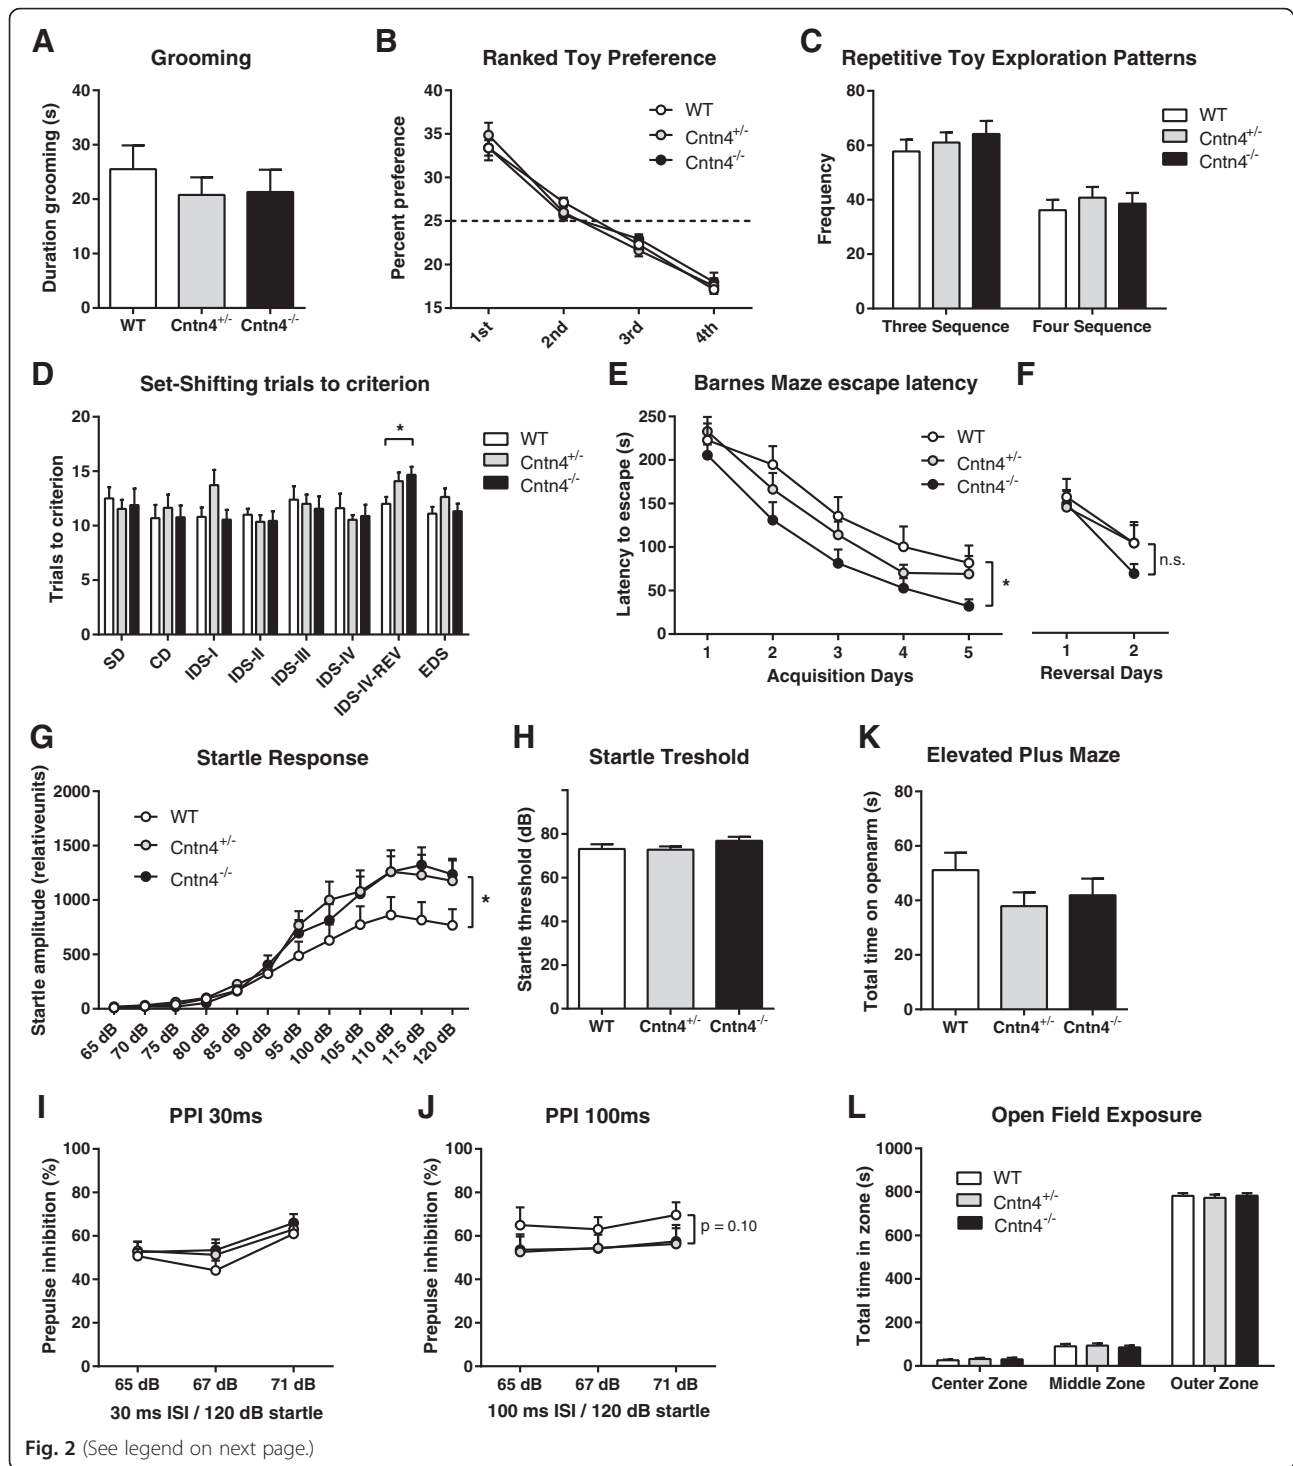 A
Grooming
Duration grooming (s)
40
30
20
10
0
WT
Cntn4+/-
Cntn4-/-
B
Ranked Toy Preference
Percent preference
40
35
30
25
20
15
1st
2nd
3rd
4th
WT
Cntn4+/-
Cntn4-/-
C
Repetitive Toy Exploration Patterns
Frequency
80
60
40
20
0
Three Sequence
Four Sequence
WT
Cntn4+/-
Cntn4-/-
D
Set-Shifting trials to criterion
Trials to criterion
20
15
10
5
0
*
SD
CD
IDS-I
IDS-II
IDS-III
IDS-IV
IDS-IV-REV
EDS
WT
Cntn4+/-
Cntn4-/-
E
Barnes Maze escape latency
Latency to escape (s)
250
200
150
100
50
0
1
2
3
4
5
Acquisition Days
WT
Cntn4+/-
Cntn4-/-
*
F
n.s.
1
2
Reversal Days
G
Startle Response
Startle amplitude (relativeunits)
2000
1500
1000
500
0
WT
Cntn4+/-
Cntn4-/-
*
65 dB
70 dB
75 dB
80 dB
85 dB
90 dB
95 dB
100 dB
105 dB
110 dB
115 dB
120 dB
H
Startle Treshold
Startle threshold (dB)
80
60
40
20
0
WT
Cntn4+/-
Cntn4-/-
K
Elevated Plus Maze
Total time on openarm (s)
80
60
40
20
0
WT
Cntn4+/-
Cntn4-/-
I
PPI 30ms
Prepulse inhibition (%)
100
80
60
40
20
0
65 dB
67 dB
71 dB
30 ms ISI / 120 dB startle
J
PPI 100ms
Prepulse inhibition (%)
100
80
60
40
20
0
p = 0.10
65 dB
67 dB
71 dB
100 ms ISI / 120 dB startle
L
Open Field Exposure
Total time in zone (s)
1000
800
600
400
200
0
WT
Cntn4+/-
Cntn4-/-
Center Zone
Middle Zone
Outer Zone
Fig. 2 (See legend on next page.)